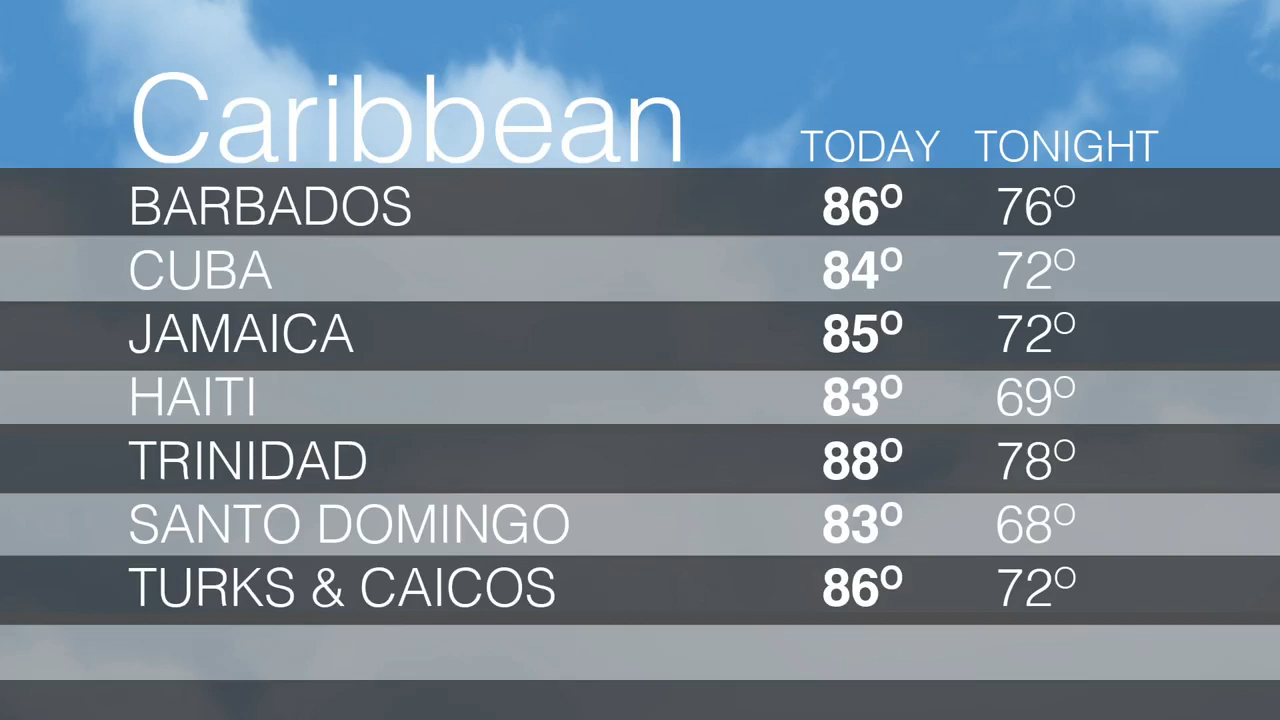 Caribbean TODAY TONIGHT
BARBADOS 86° 76°
CUBA 84° 72°
JAMAICA 85° 72°
HAITI 83° 69°
TRINIDAD 88° 78°
SANTO DOMINGO 83° 68°
TURKS & CAICOS 86° 72°